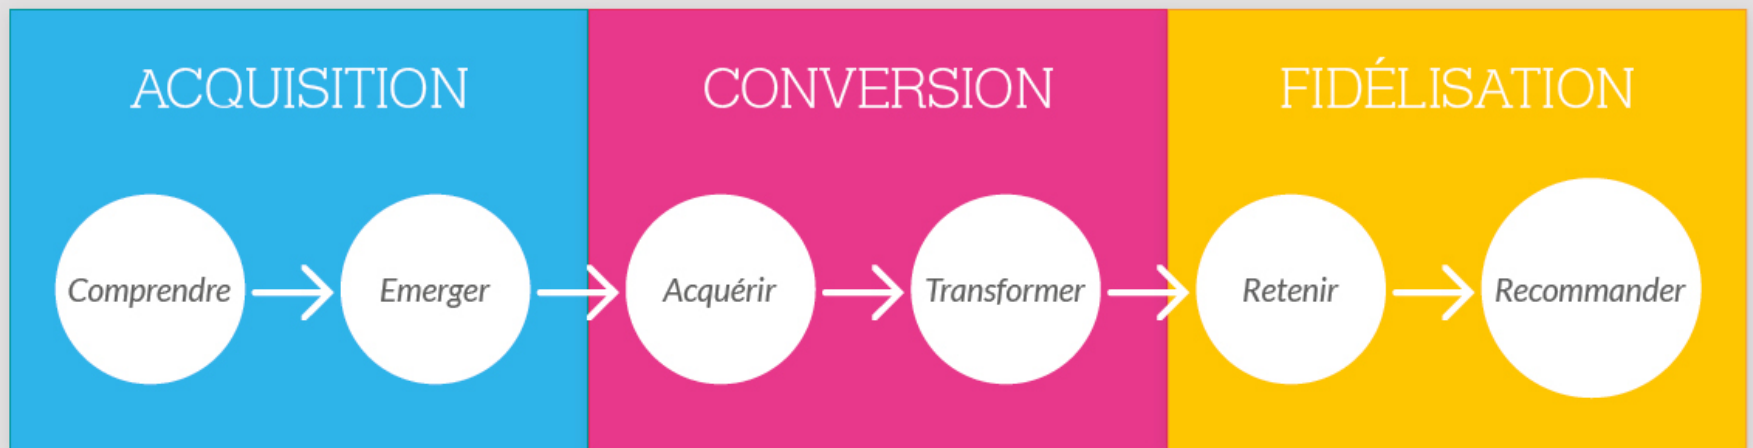 ACQUISITION
CONVERSION
FIDÉLISATION
Comprendre
Emerger
Acquérir
Transformer
Retenir
Recommander